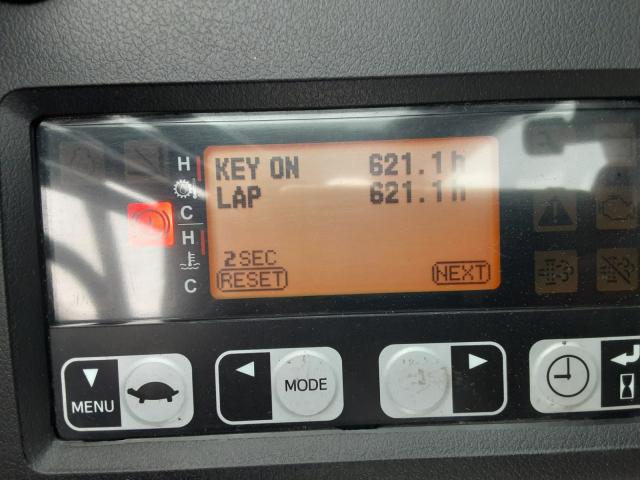 H KEY ON 621.1h
LAP 621.1h
C
H
2SEC
C RESET NEXT
MENU MODE